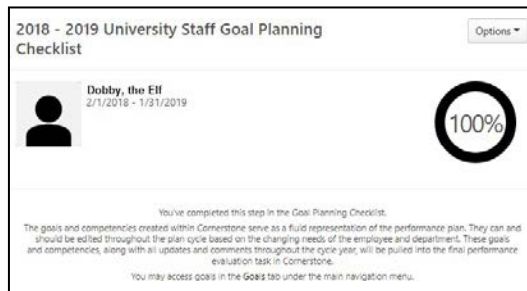 2018 - 2019 University Staff Goal Planning
Checklist
Options
Dobby, the Elf
2/1/2018 - 1/31/2019
100%
You've completed this step in the Goal Planning Checklist.
The goals and competencies created within Cornerstone serve as a fluid representation of the performance plan. They can and
should be edited throughout the plan cycle based on the changing needs of the employee and department. These goals
and competencies, along with all updates and comments throughout the cycle year, will be pulled into the final performance
evaluation task in Cornerstone.
You may access goals in the Goals tab under the main navigation menu.